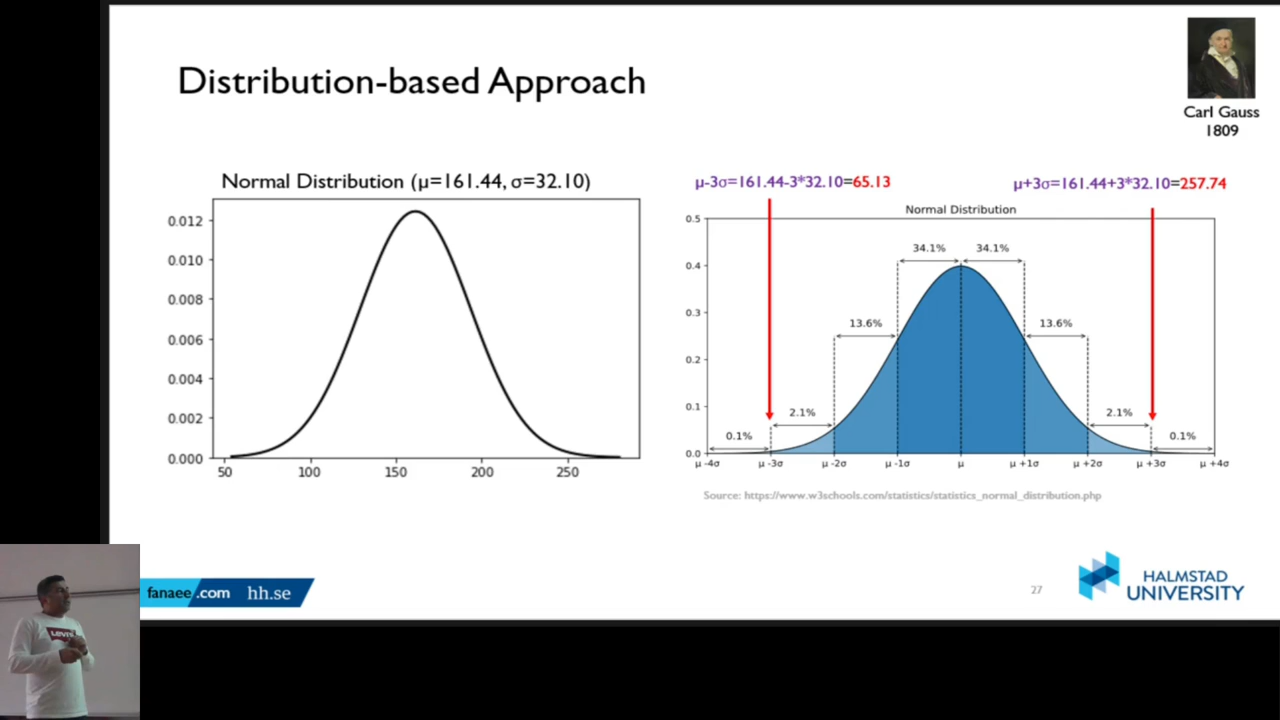 Distribution-based Approach
Carl Gauss
1809
Normal Distribution (μ=161.44, σ=32.10)
0.012
0.010
0.008
0.006
0.004
0.002
0.000
50 100 150 200 250
μ-3σ=161.44-3*32.10=65.13
μ+3σ=161.44+3*32.10=257.74
Normal Distribution
0.5
0.4
0.3
0.2
0.1
0.0
34.1% 34.1%
13.6% 13.6%
2.1% 2.1%
0.1% 0.1%
μ -4σ μ -3σ μ -2σ μ -1σ μ μ +1σ μ +2σ μ +3σ μ +4σ
Source: https://www.w3schools.com/statistics/statistics_normal_distribution.php
fanaee.com hh.se
27
HALMSTAD
UNIVERSITY
Levi's